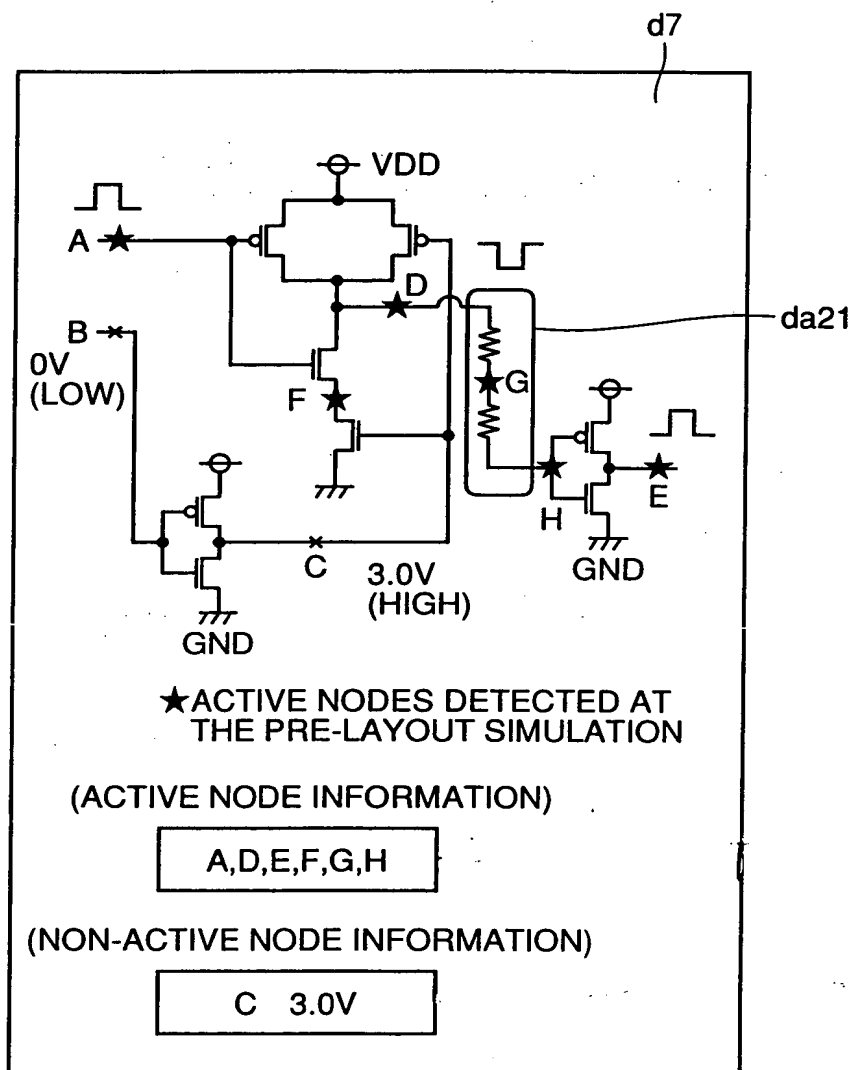 d7
VDD
A
D
B
da21
0V
(LOW)
G
F
H
E
C
3.0V
(HIGH)
GND
GND
★ACTIVE NODES DETECTED AT
THE PRE-LAYOUT SIMULATION
(ACTIVE NODE INFORMATION)
A,D,E,F,G,H
(NON-ACTIVE NODE INFORMATION)
C 3.0V